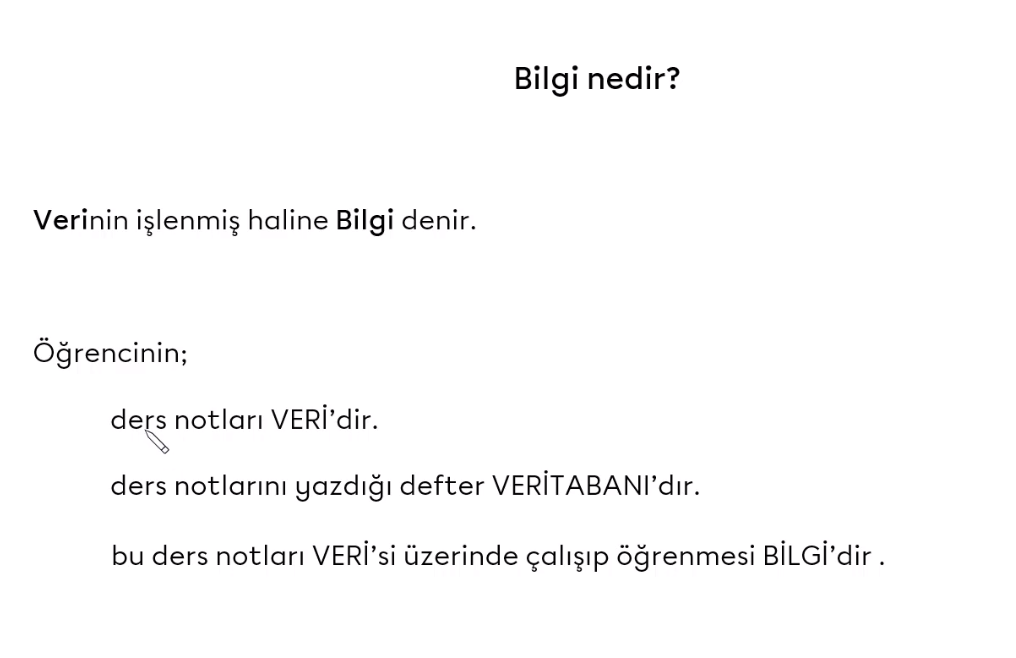 Bilgi nedir?
Verinin işlenmiş haline Bilgi denir.
Öğrencinin;
ders notları VERİ’dir.
ders notlarını yazdığı defter VERİTABANI’dır.
bu ders notları VERİ’si üzerinde çalışıp öğrenmesi BİLGİ’dir .